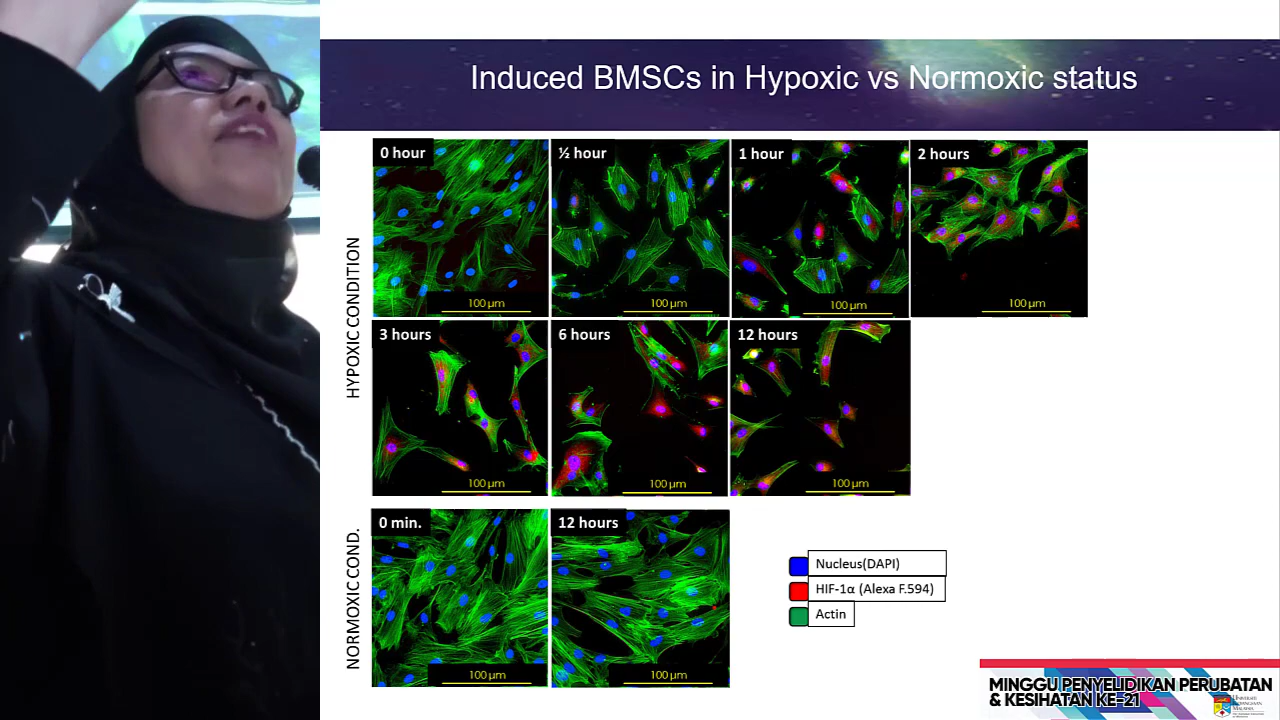 Induced BMSCs in Hypoxic vs Normoxic status
HYPOXIC CONDITION
0 hour
100 µm
½ hour
100 µm
1 hour
100 µm
2 hours
100 µm
3 hours
100 µm
6 hours
100 µm
12 hours
100 µm
NORMOXIC COND.
0 min.
100 µm
12 hours
100 µm
Nucleus(DAPI)
HIF-1α (Alexa F.594)
Actin
MINGGU PENYELIDIKAN PERUBATAN
& KESIHATAN KE-21
UNIVERSITI
KEBANGSAAN
MALAYSIA